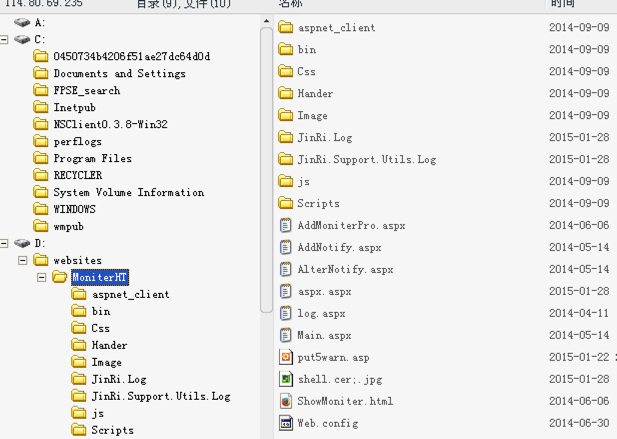 114.80.69.235 目录(9),文件(10)
名称 时间
A:
C:
0450734b4206f51ae27dc64d0d
Documents and Settings
FPSE_search
Inetpub
NSClient0.3.8-Win32
perflogs
Program Files
RECYCLER
System Volume Information
WINDOWS
wmpub
D:
websites
MoniterHT
aspnet_client
bin
Css
Hander
Image
JinRi.Log
JinRi.Support.Utils.Log
js
Scripts
aspnet_client 2014-09-09
bin 2014-09-09
Css 2014-09-09
Hander 2014-09-09
Image 2014-09-09
JinRi.Log 2015-01-28
JinRi.Support.Utils.Log 2015-01-28
js 2014-09-09
Scripts 2014-09-09
AddMoniterPro.aspx 2014-06-06
AddNotify.aspx 2014-05-14
AlterNotify.aspx 2014-05-14
aspx.aspx 2015-01-28
log.aspx 2014-04-11
Main.aspx 2014-05-14
put5warn.asp 2015-01-22
shell.cer;.jpg 2015-01-28
ShowMoniter.html 2014-06-06
Web.config 2014-06-30